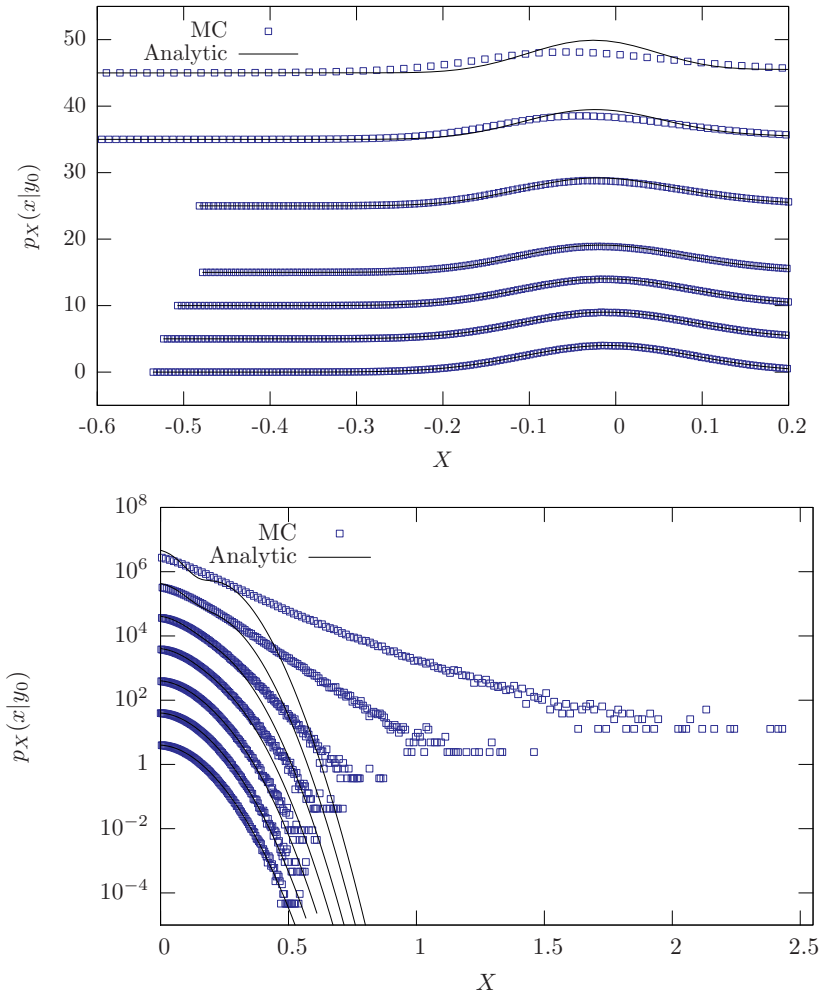 MC
Analytic
50
40
30
20
10
0
p_X(x|y_0)
-0.6 -0.5 -0.4 -0.3 -0.2 -0.1 0 0.1 0.2
X
MC
Analytic
10^8
10^6
10^4
10^2
1
10^−2
10^−4
p_X(x|y_0)
0 0.5 1 1.5 2 2.5
X